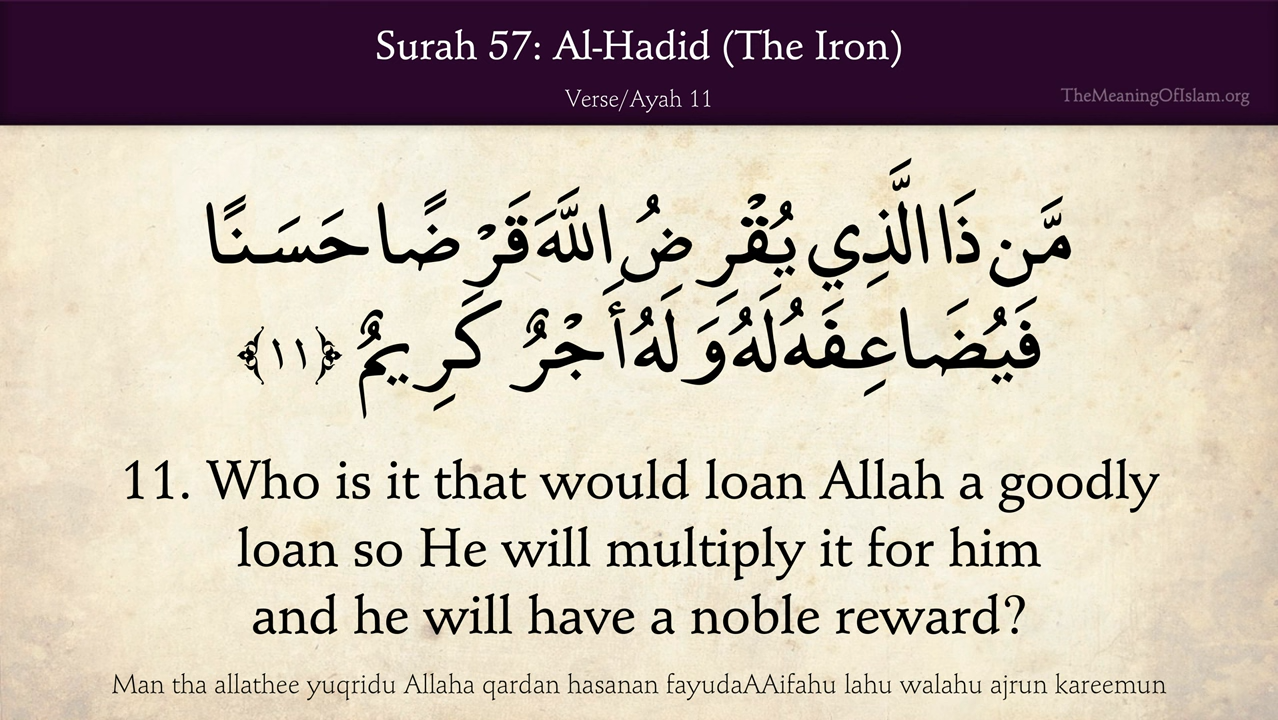 Surah 57: Al-Hadid (The Iron)
Verse/Ayah 11
TheMeaningOfIslam.org
مَّن ذَا الَّذِي يُقْرِضُ اللَّهَ قَرْضًا حَسَنًا
فَيُضَاعِفَهُ لَهُ وَلَهُ أَجْرٌ كَرِيمٌ ﴿١١﴾
11. Who is it that would loan Allah a goodly
loan so He will multiply it for him
and he will have a noble reward?
Man tha allathee yuqridu Allaha qardan hasanan fayudaAAifahu lahu walahu ajrun kareemun